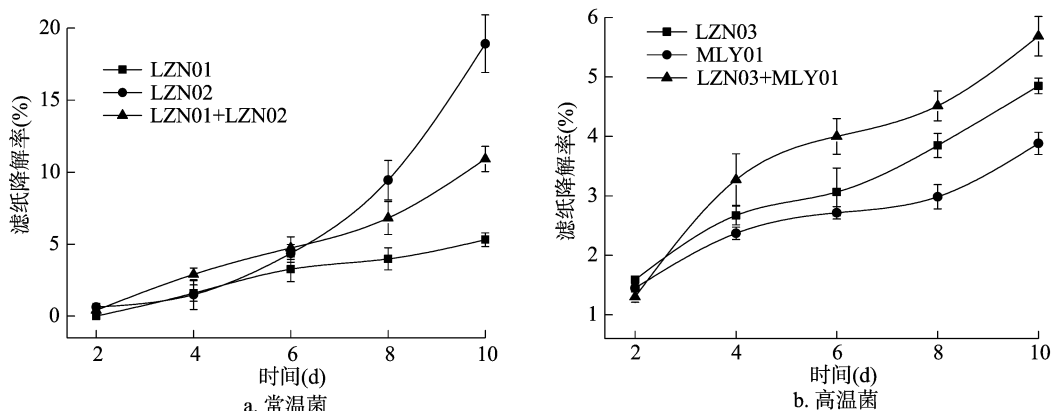 20
15
10
5
0
滤纸降解率(%)
LZN01
LZN02
LZN01+LZN02
2 4 6 8 10
时间(d)
a. 常温菌
6
5
4
3
2
1
滤纸降解率(%)
LZN03
MLY01
LZN03+MLY01
2 4 6 8 10
时间(d)
b. 高温菌